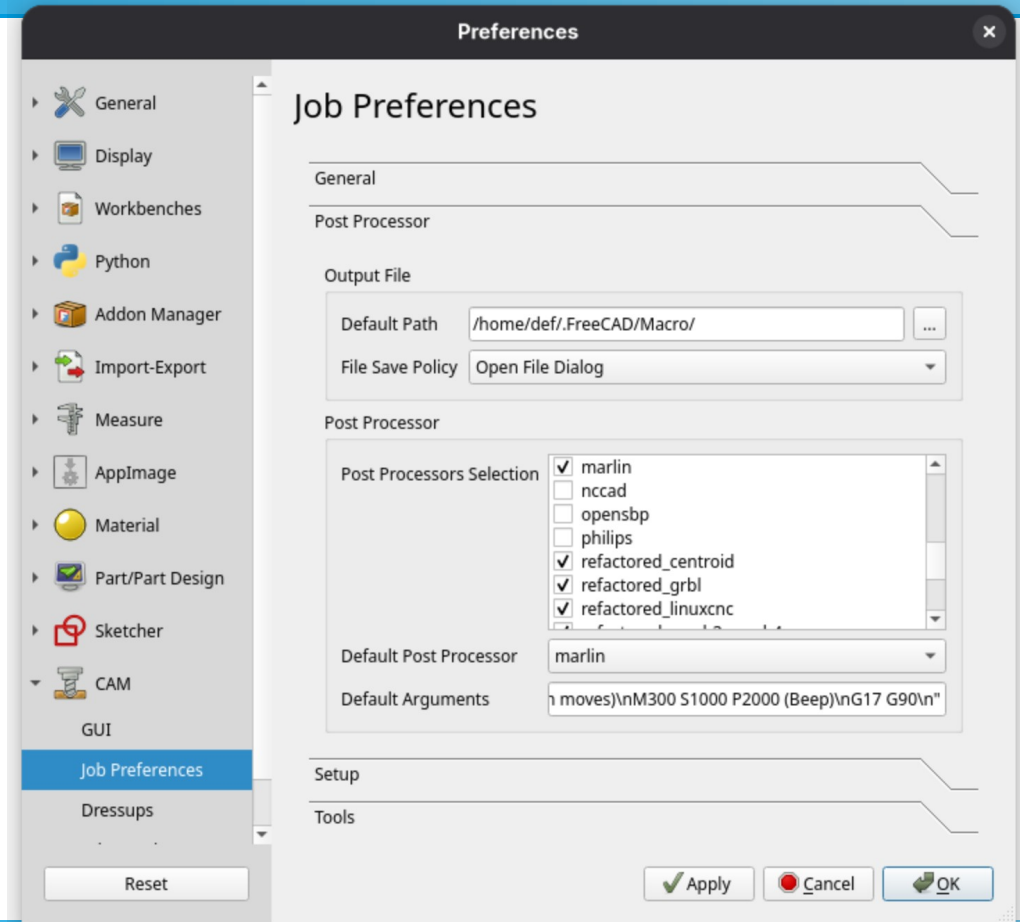 Preferences
General
Display
Workbenches
Python
Addon Manager
Import-Export
Measure
AppImage
Material
Part/Part Design
Sketcher
CAM
GUI
Job Preferences
Dressups
Reset
Job Preferences
General
Post Processor
Output File
Default Path /home/def/.FreeCAD/Macro/ ...
File Save Policy Open File Dialog
Post Processor
Post Processors Selection marlin
nccad
opensbp
philips
refactored_centroid
refactored_grbl
refactored_linuxcnc
Default Post Processor marlin
Default Arguments moves)\nM300 S1000 P2000 (Beep)\nG17 G90\n"
Setup
Tools
Apply Cancel OK